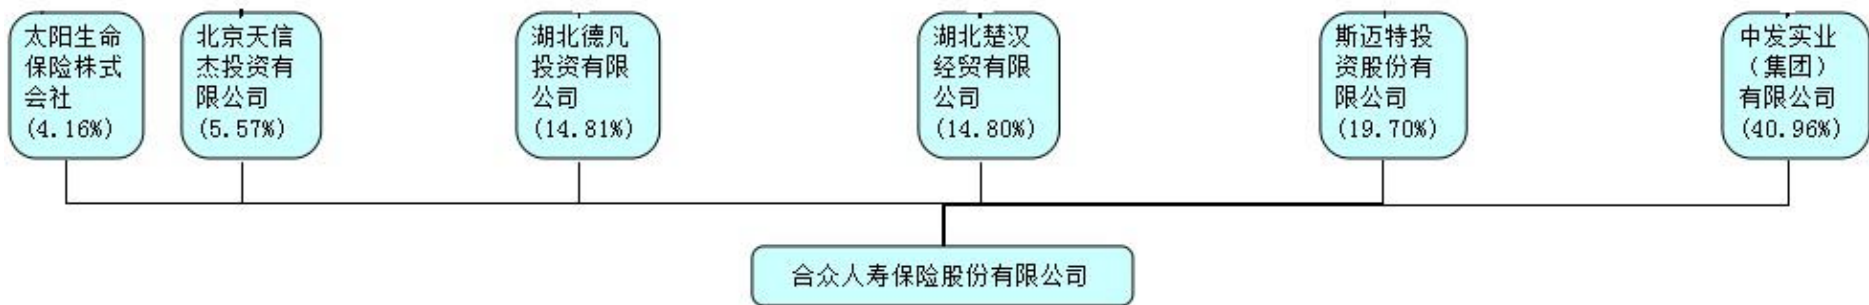 太阳生命
保险株式
会社
(4.16%)
北京天信
杰投资有
限公司
(5.57%)
湖北德凡
投资有限
公司
(14.81%)
湖北楚汉
经贸有限
公司
(14.80%)
斯迈特投
资股份有
限公司
(19.70%)
中发实业
（集团）
有限公司
(40.96%)
合众人寿保险股份有限公司